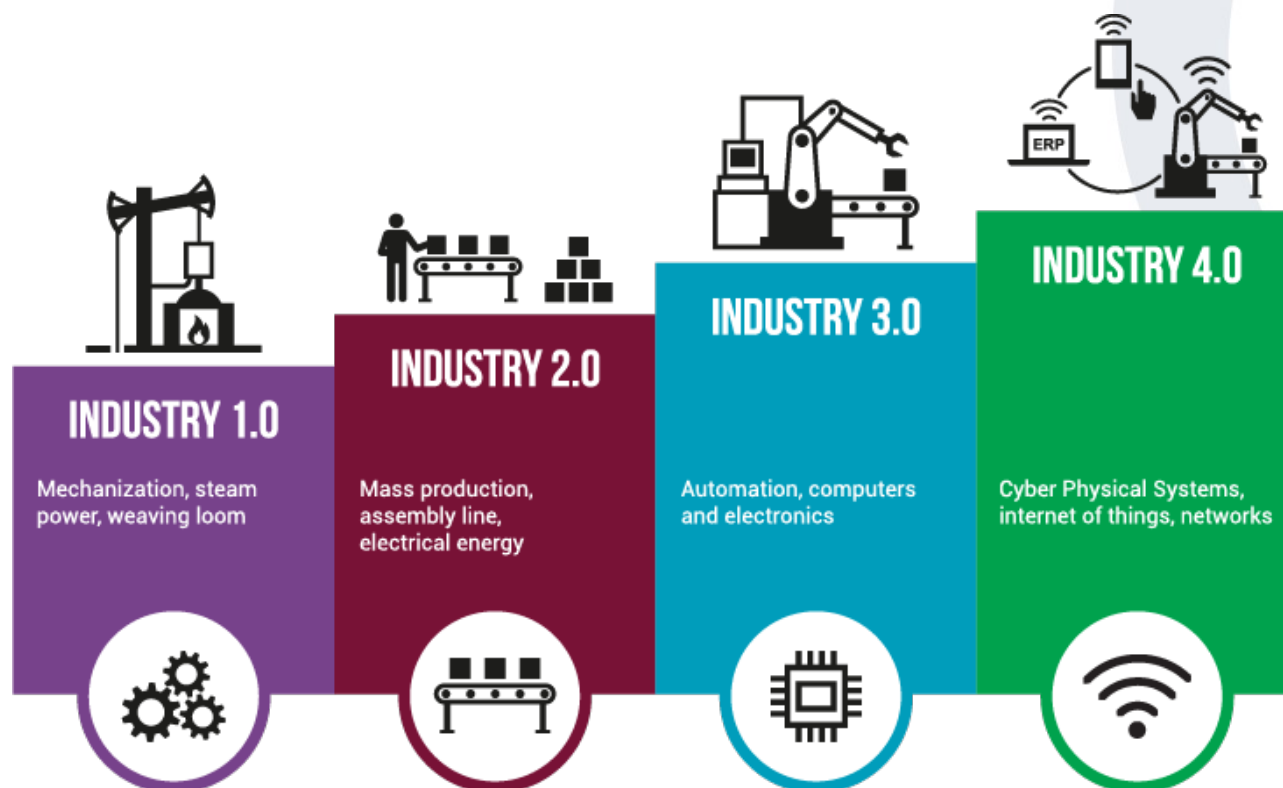 ERP
INDUSTRY 1.0
Mechanization, steam
power, weaving loom
INDUSTRY 2.0
Mass production,
assembly line,
electrical energy
INDUSTRY 3.0
Automation, computers
and electronics
INDUSTRY 4.0
Cyber Physical Systems,
internet of things, networks